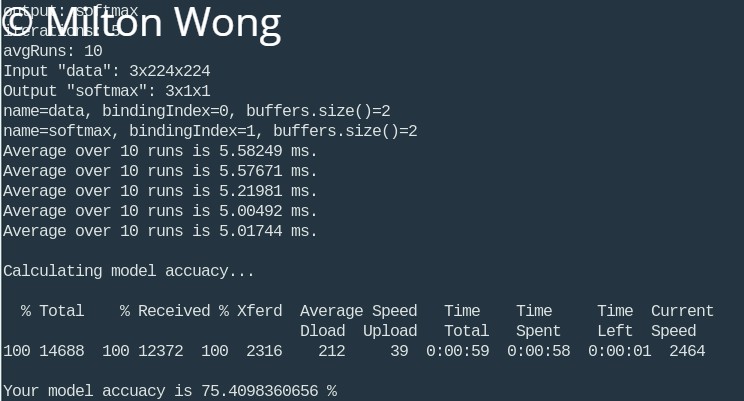 output: softmax
© Milton Wong
iterations: 5
avgRuns: 10
Input "data": 3x224x224
Output "softmax": 3x1x1
name=data, bindingIndex=0, buffers.size()=2
name=softmax, bindingIndex=1, buffers.size()=2
Average over 10 runs is 5.58249 ms.
Average over 10 runs is 5.57671 ms.
Average over 10 runs is 5.21981 ms.
Average over 10 runs is 5.00492 ms.
Average over 10 runs is 5.01744 ms.
Calculating model accuacy...
% Total % Received % Xferd Average Speed Time Time Time Current
Dload Upload Total Spent Left Speed
100 14688 100 12372 100 2316 212 39 0:00:59 0:00:58 0:00:01 2464
Your model accuacy is 75.4098360656 %